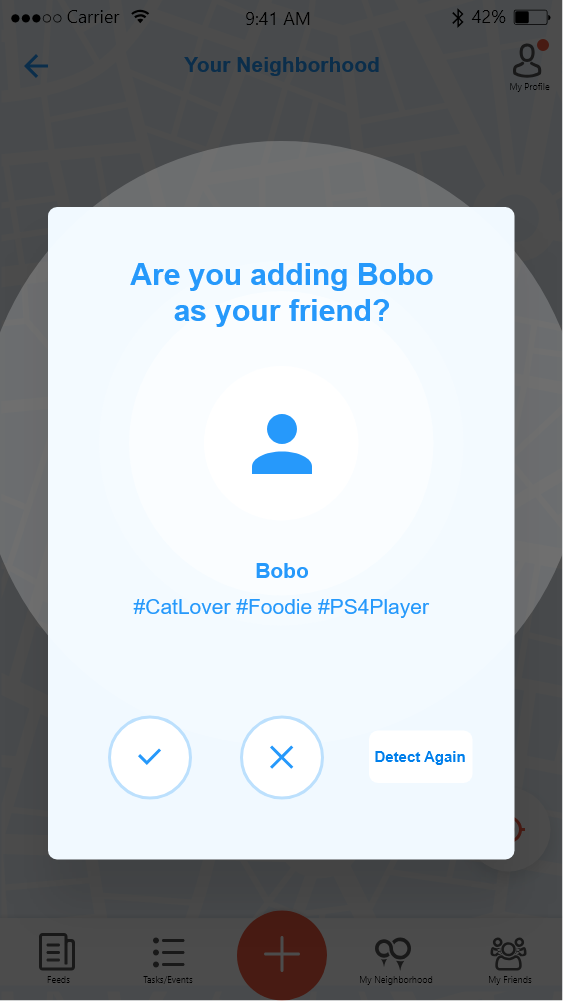 Carrier 9:41 AM 42%
Your Neighborhood
My Profile
Are you adding Bobo
as your friend?
Bobo
#CatLover #Foodie #PS4Player
Detect Again
Feeds Tasks/Events My Neighborhood My Friends